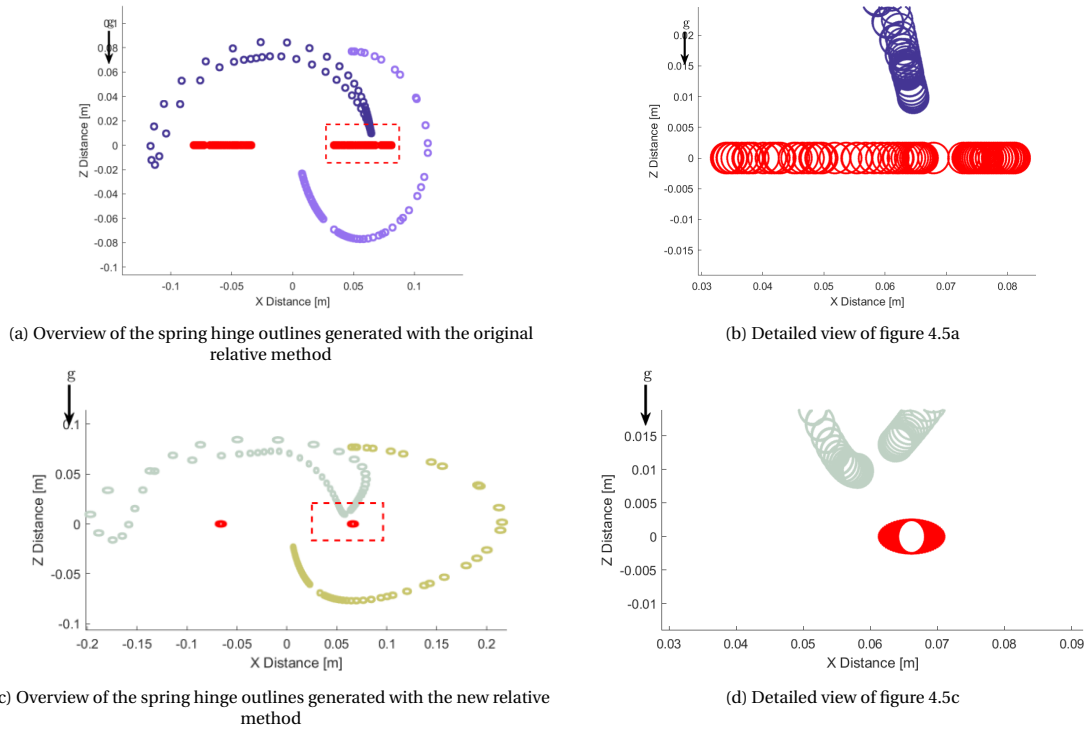 g
0.1
0.08
0.06
0.04
0.02
0
-0.02
-0.04
-0.06
-0.08
-0.1
Z Distance [m]
-0.1 -0.05 0 0.05 0.1
X Distance [m]
(a) Overview of the spring hinge outlines generated with the original
relative method
g
0.02
0.015
0.01
0.005
0
-0.005
-0.01
-0.015
Z Distance [m]
0.03 0.04 0.05 0.06 0.07 0.08
X Distance [m]
(b) Detailed view of figure 4.5a
g
0.1
0.05
0
-0.05
-0.1
Z Distance [m]
-0.2 -0.15 -0.1 -0.05 0 0.05 0.1 0.15 0.2
X Distance [m]
c) Overview of the spring hinge outlines generated with the new relative
method
g
0.015
0.01
0.005
0
-0.005
-0.01
Z Distance [m]
0.03 0.04 0.05 0.06 0.07 0.08 0.09
X Distance [m]
(d) Detailed view of figure 4.5c